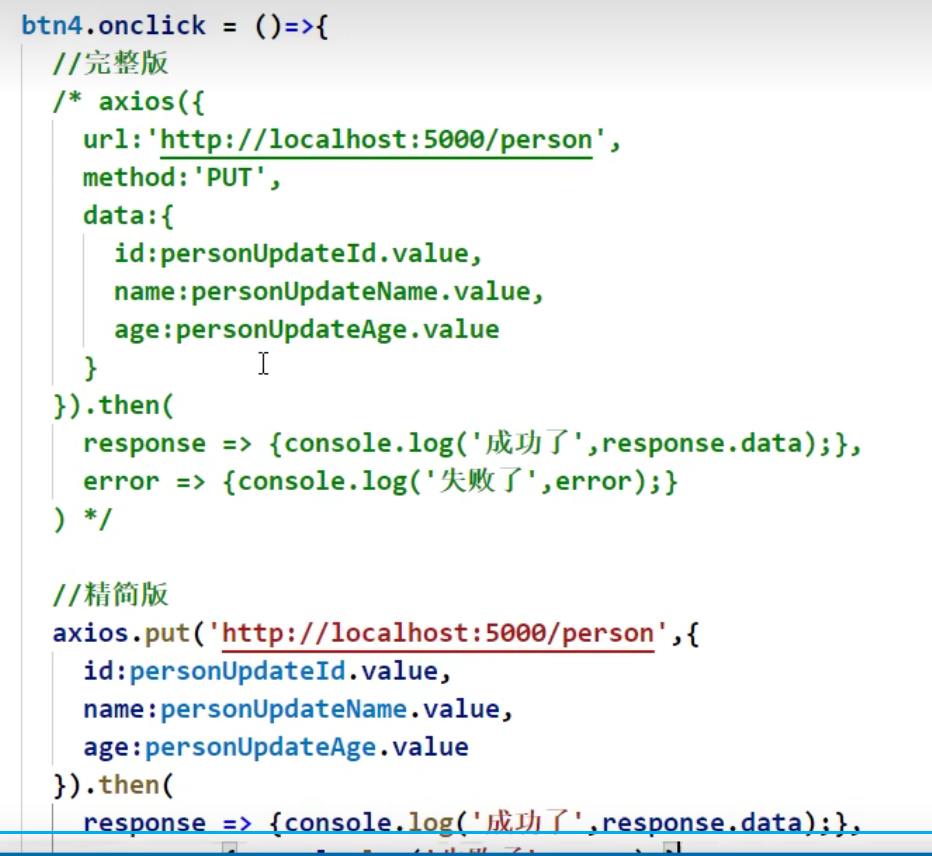 btn4.onclick = ()=>{
//完整版
/* axios({
url:'http://localhost:5000/person',
method:'PUT',
data:{
id:personUpdateId.value,
name:personUpdateName.value,
age:personUpdateAge.value
}
}).then(
response => {console.log('成功了',response.data);},
error => {console.log('失败了',error);}
) */
//精简版
axios.put('http://localhost:5000/person',{
id:personUpdateId.value,
name:personUpdateName.value,
age:personUpdateAge.value
}).then(
response => {console.log('成功了',response.data);},